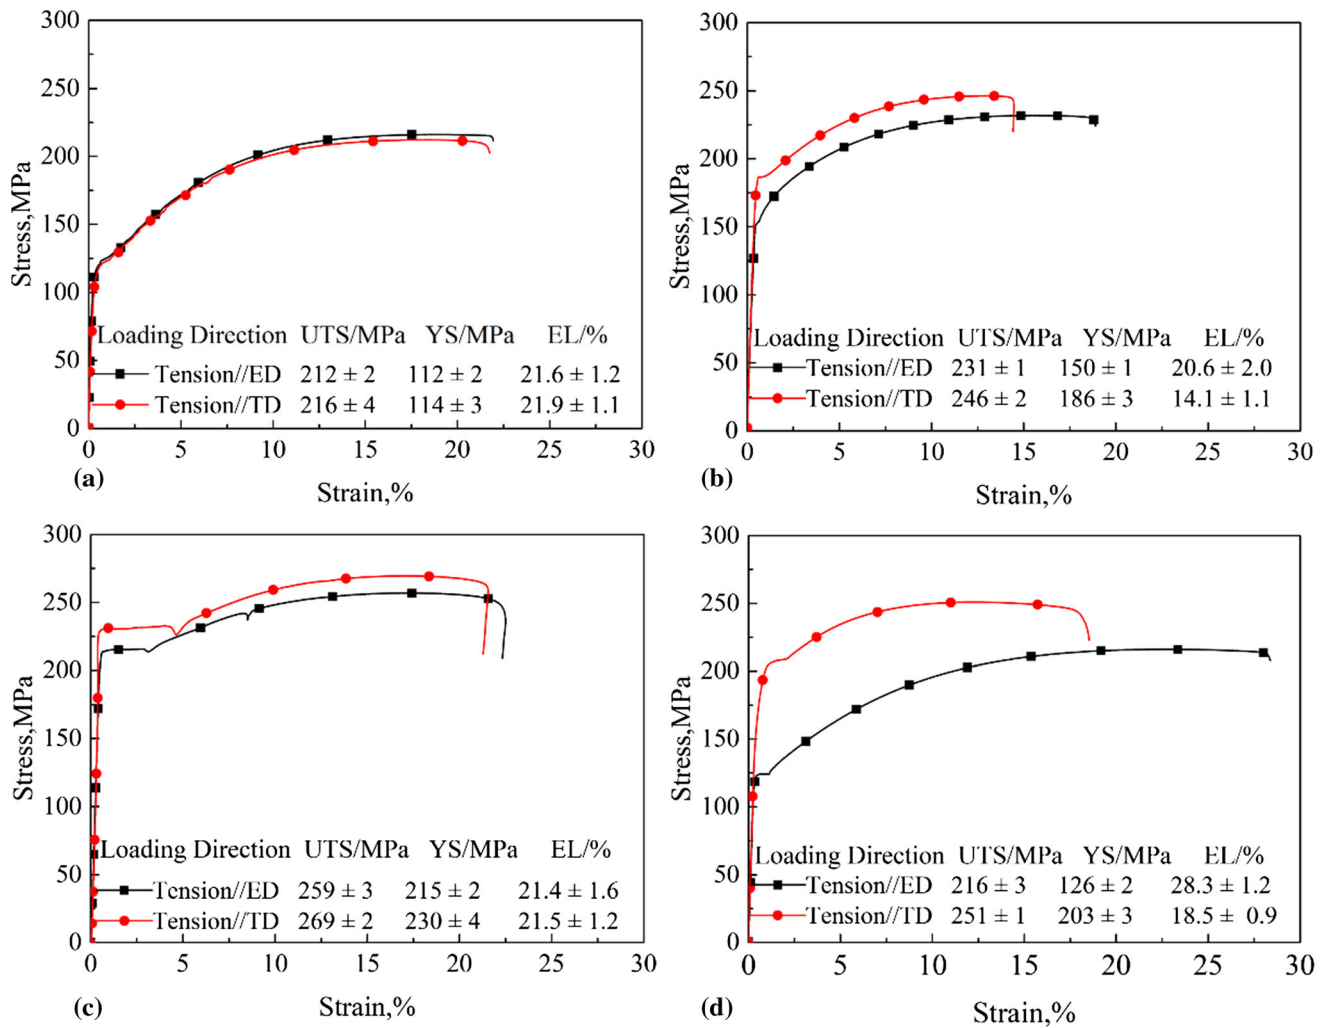 300
250
200
150
100
50
0
Stress,MPa
Loading Direction UTS/MPa YS/MPa EL/%
Tension//ED 212 ± 2 112 ± 2 21.6 ± 1.2
Tension//TD 216 ± 4 114 ± 3 21.9 ± 1.1
0 5 10 15 20 25 30
(a)
Strain,%
300
250
200
150
100
50
0
Stress,MPa
Loading Direction UTS/MPa YS/MPa EL/%
Tension//ED 231 ± 1 150 ± 1 20.6 ± 2.0
Tension//TD 246 ± 2 186 ± 3 14.1 ± 1.1
0 5 10 15 20 25 30
(b)
Strain,%
300
250
200
150
100
50
0
Stress,MPa
Loading Direction UTS/MPa YS/MPa EL/%
Tension//ED 259 ± 3 215 ± 2 21.4 ± 1.6
Tension//TD 269 ± 2 230 ± 4 21.5 ± 1.2
0 5 10 15 20 25 30
(c)
Strain,%
300
250
200
150
100
50
0
Stress,MPa
Loading Direction UTS/MPa YS/MPa EL/%
Tension//ED 216 ± 3 126 ± 2 28.3 ± 1.2
Tension//TD 251 ± 1 203 ± 3 18.5 ± 0.9
0 5 10 15 20 25 30
(d)
Strain,%